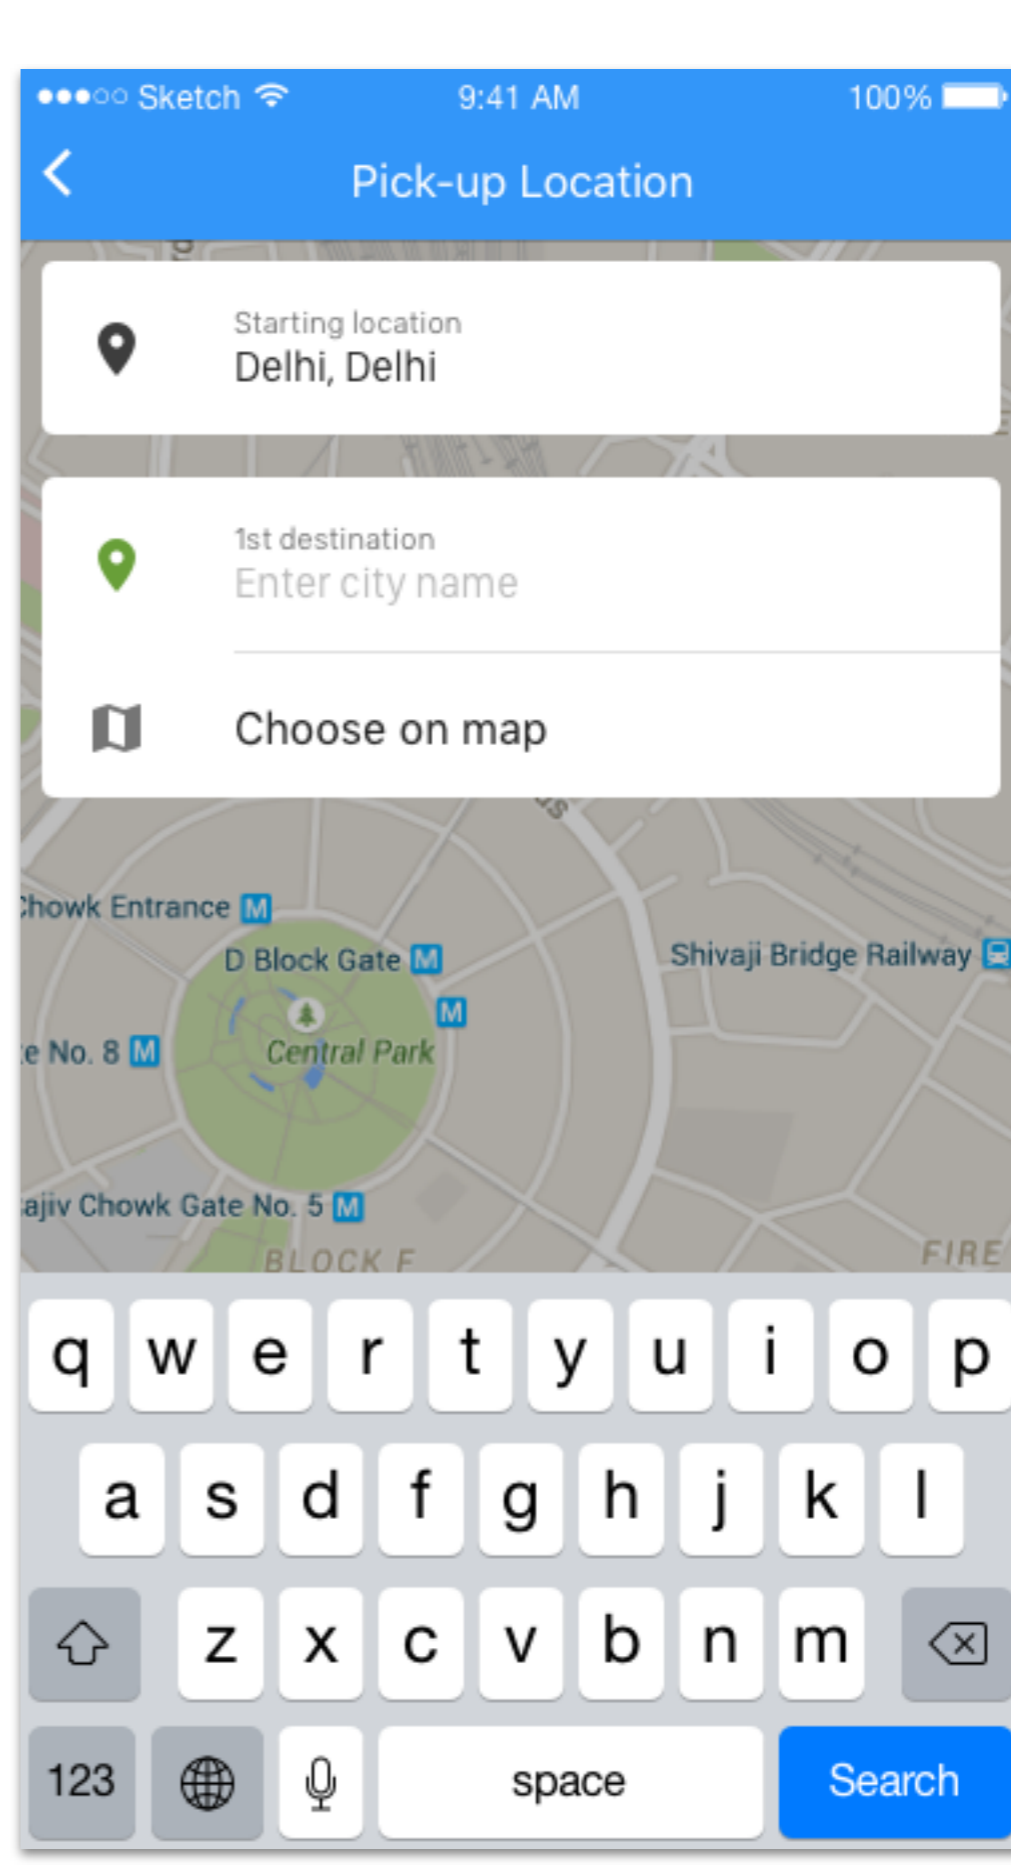 Sketch 9:41 AM 100%
Pick-up Location
Starting location
Delhi, Delhi
1st destination
Enter city name
Choose on map
Chowk Entrance M
D Block Gate M
Shivaji Bridge Railway
M
No. 8 M
Central Park
Chowk Gate No. 5 M
BLOCK F
FIRE
q w e r t y u i o p
a s d f g h j k l
z x c v b n m
123 space Search